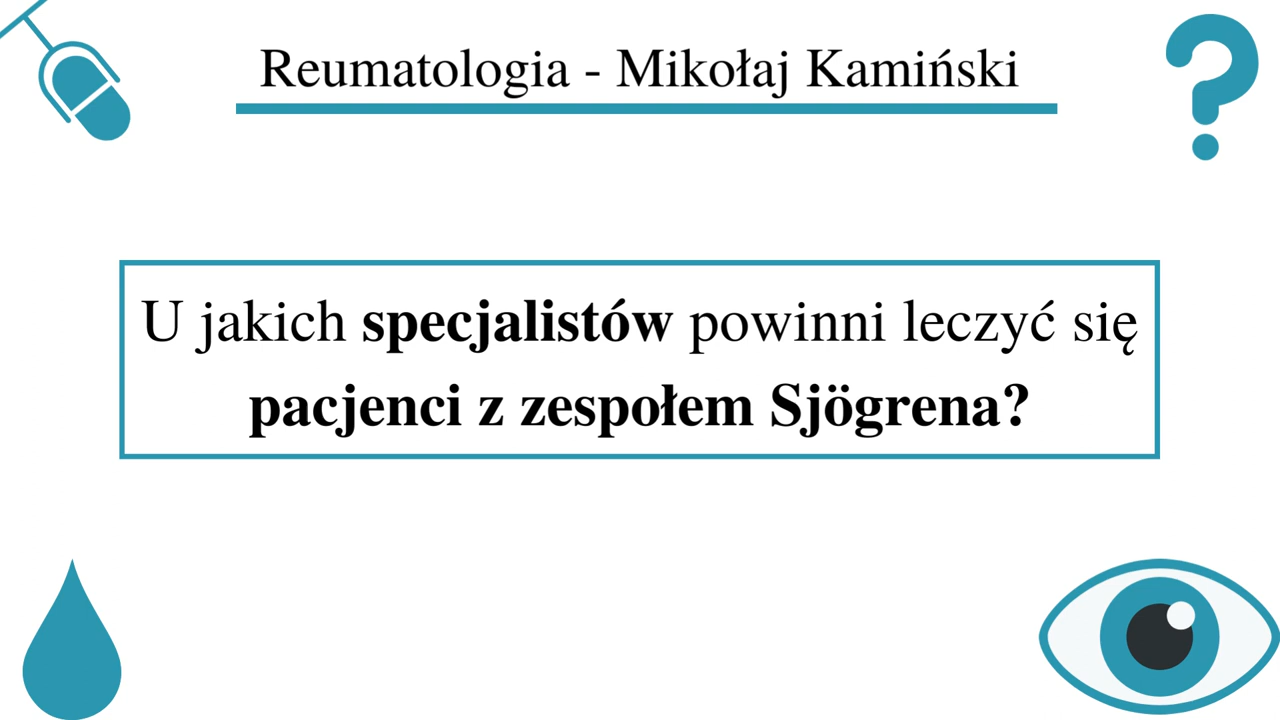 Reumatologia - Mikołaj Kamiński
U jakich specjalistów powinni leczyć się
pacjenci z zespołem Sjögrena?